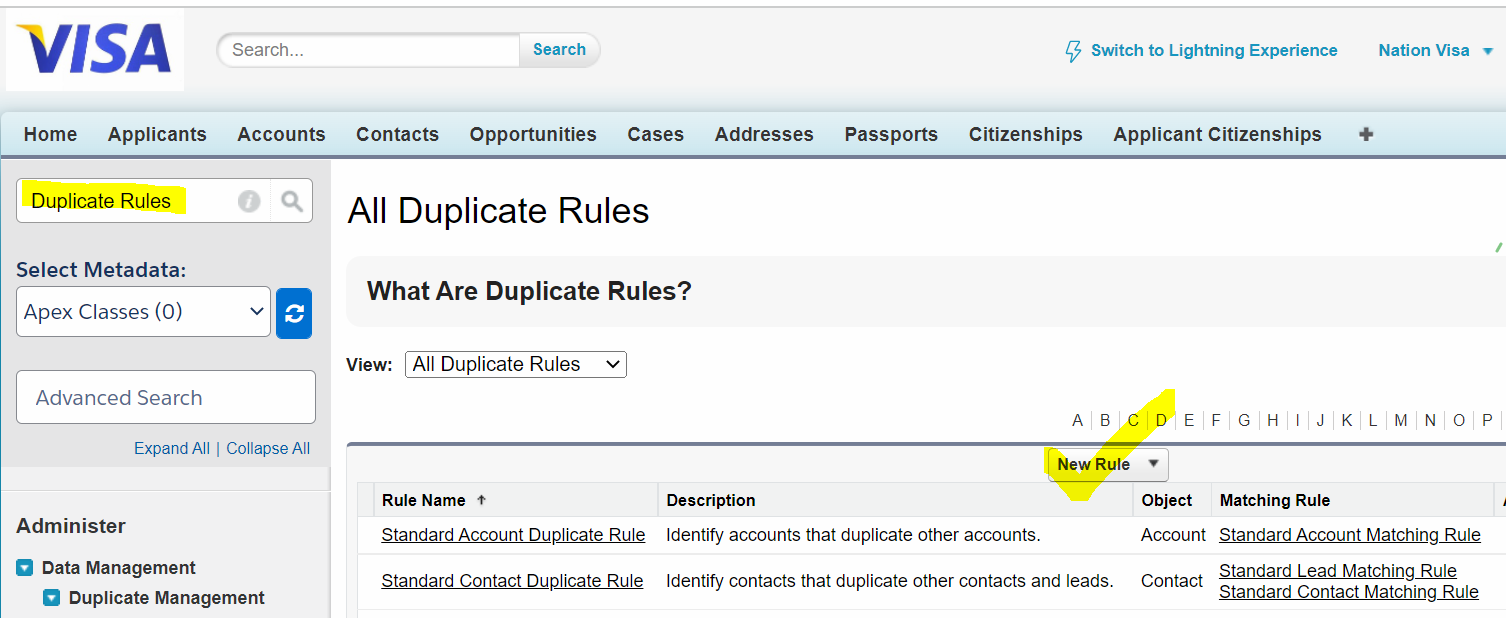 VISA
Search...
Search
Switch to Lightning Experience
Nation Visa
Home Applicants Accounts Contacts Opportunities Cases Addresses Passports Citizenships Applicant Citizenships +
Duplicate Rules
Select Metadata:
Apex Classes (0)
Advanced Search
Expand All | Collapse All
Administer
Data Management
Duplicate Management
All Duplicate Rules
What Are Duplicate Rules?
View: All Duplicate Rules
A B C D E F G H I J K L M N O P
New Rule
Rule Name Description Object Matching Rule
Standard Account Duplicate Rule Identify accounts that duplicate other accounts. Account Standard Account Matching Rule
Standard Contact Duplicate Rule Identify contacts that duplicate other contacts and leads. Contact Standard Lead Matching Rule
Standard Contact Matching Rule